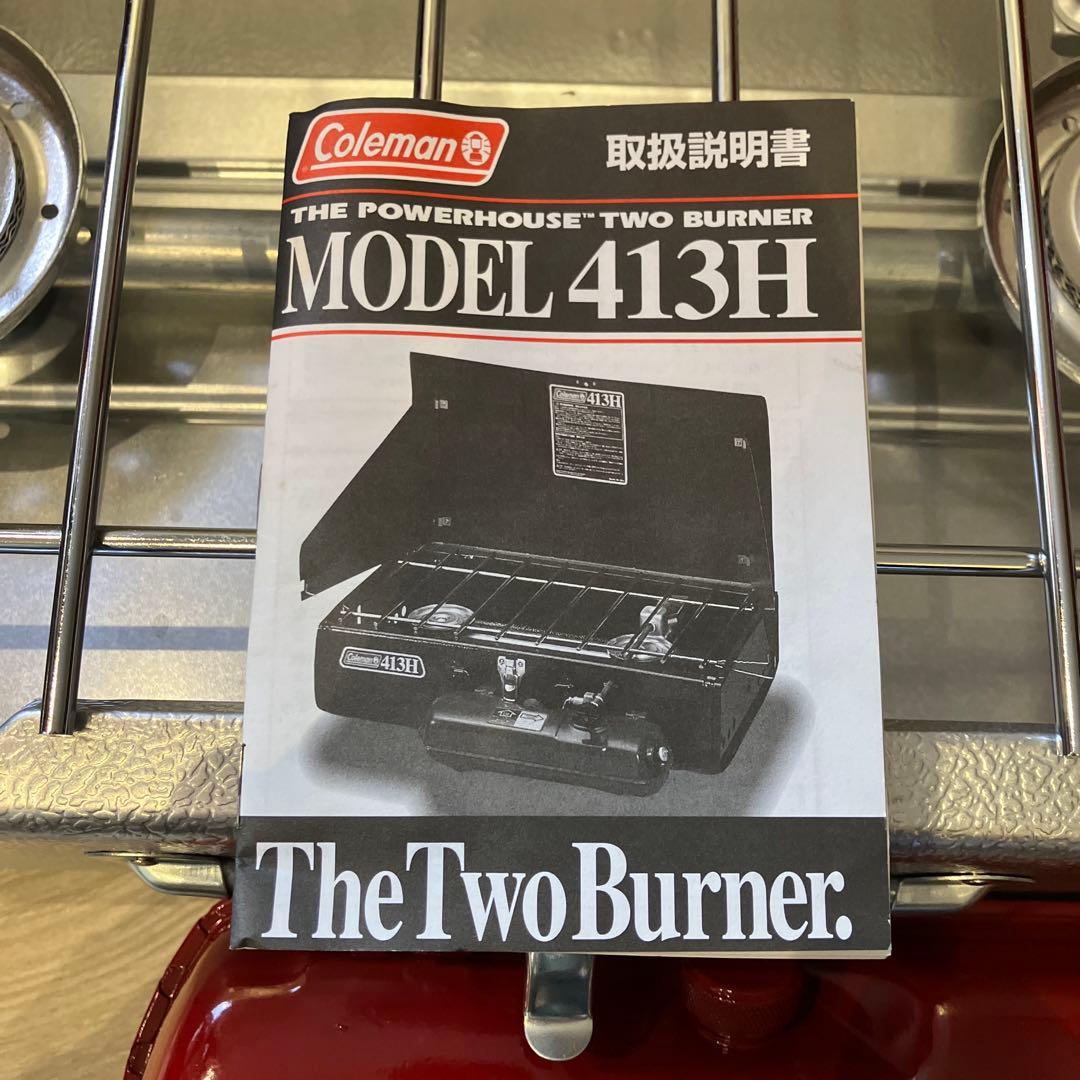 Coleman
取扱説明書
THE POWERHOUSE™ TWO BURNER
MODEL 413H
Coleman 413H
Coleman 413H
The Two Burner.